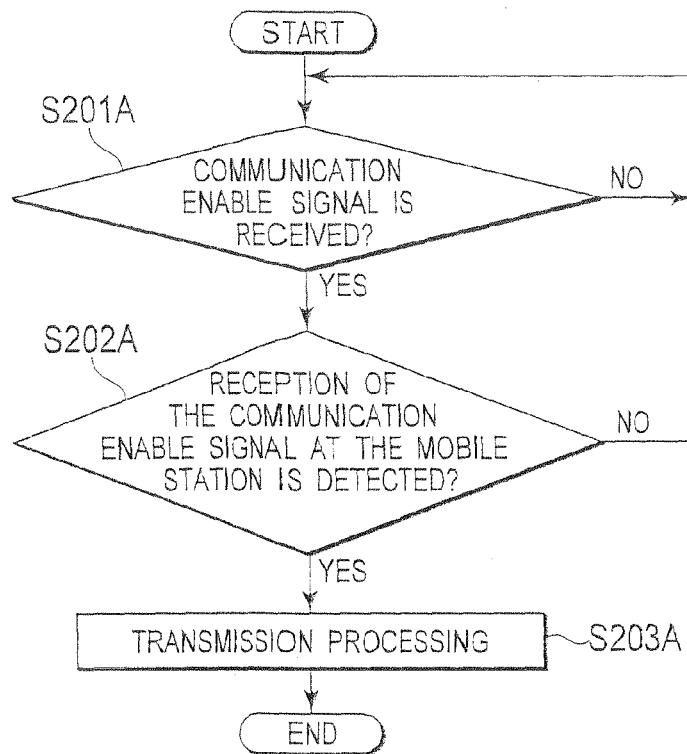 START
S201A
COMMUNICATION
ENABLE SIGNAL IS
RECEIVED?
NO
YES
S202A
RECEPTION OF
THE COMMUNICATION
ENABLE SIGNAL AT THE MOBILE
STATION IS DETECTED?
NO
YES
TRANSMISSION PROCESSING
S203A
END